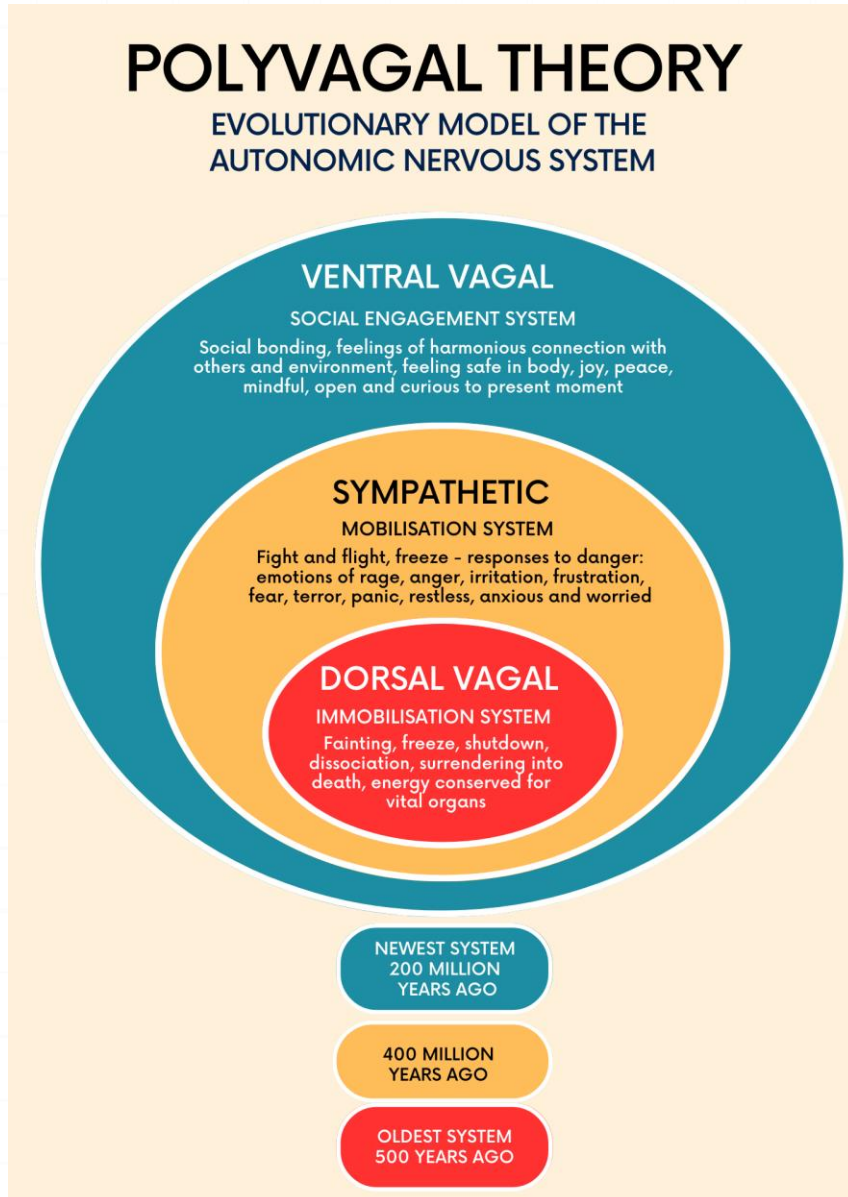 POLYVAGAL THEORY
EVOLUTIONARY MODEL OF THE
AUTONOMIC NERVOUS SYSTEM
VENTRAL VAGAL
SOCIAL ENGAGEMENT SYSTEM
Social bonding, feelings of harmonious connection with
others and environment, feeling safe in body, joy, peace,
mindful, open and curious to present moment
SYMPATHETIC
MOBILISATION SYSTEM
Fight and flight, freeze - responses to danger:
emotions of rage, anger, irritation, frustration,
fear, terror, panic, restless, anxious and worried
DORSAL VAGAL
IMMOBILISATION SYSTEM
Fainting, freeze, shutdown,
dissociation, surrendering into
death, energy conserved for
vital organs
NEWEST SYSTEM
200 MILLION
YEARS AGO
400 MILLION
YEARS AGO
OLDEST SYSTEM
500 YEARS AGO